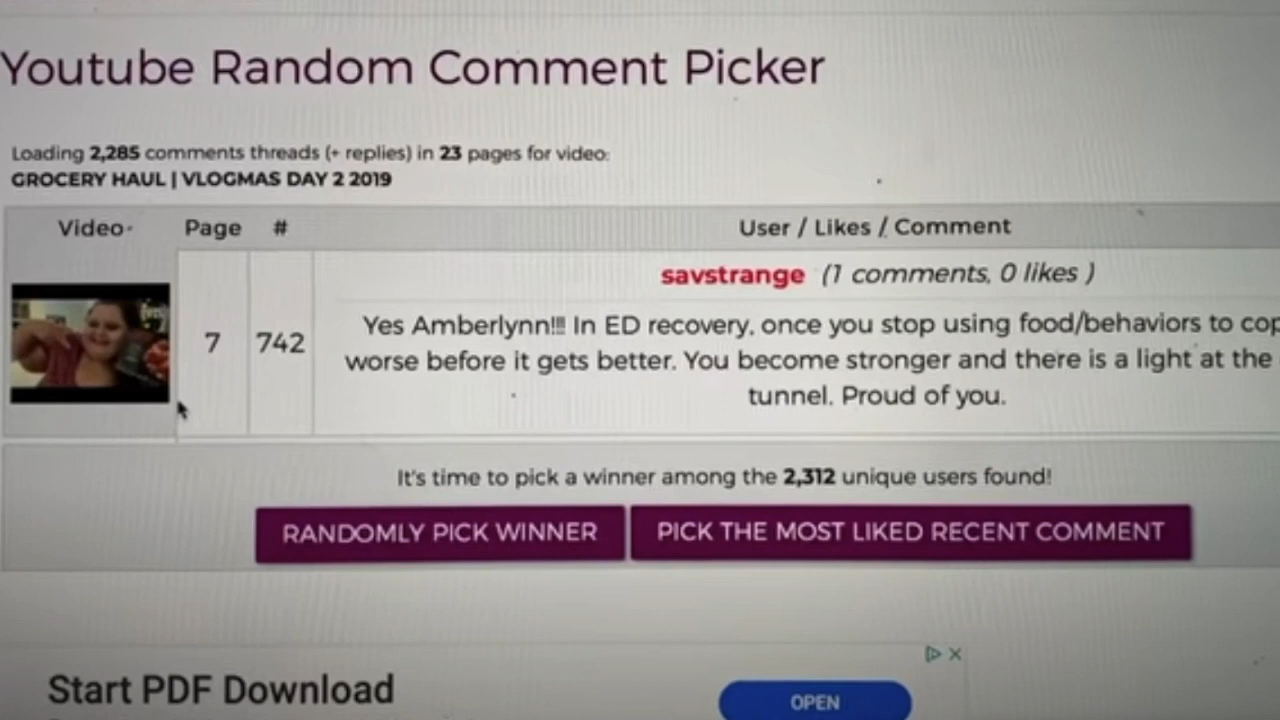 Youtube Random Comment Picker
Loading 2,285 comments threads (+ replies) in 23 pages for video:
GROCERY HAUL | VLOGMAS DAY 2 2019
Video Page # User / Likes / Comment
savstrange (1 comments, 0 likes )
7 742
Yes Amberlynn!!! In ED recovery, once you stop using food/behaviors to cop
worse before it gets better. You become stronger and there is a light at the
tunnel. Proud of you.
It's time to pick a winner among the 2,312 unique users found!
RANDOMLY PICK WINNER PICK THE MOST LIKED RECENT COMMENT
Start PDF Download
OPEN